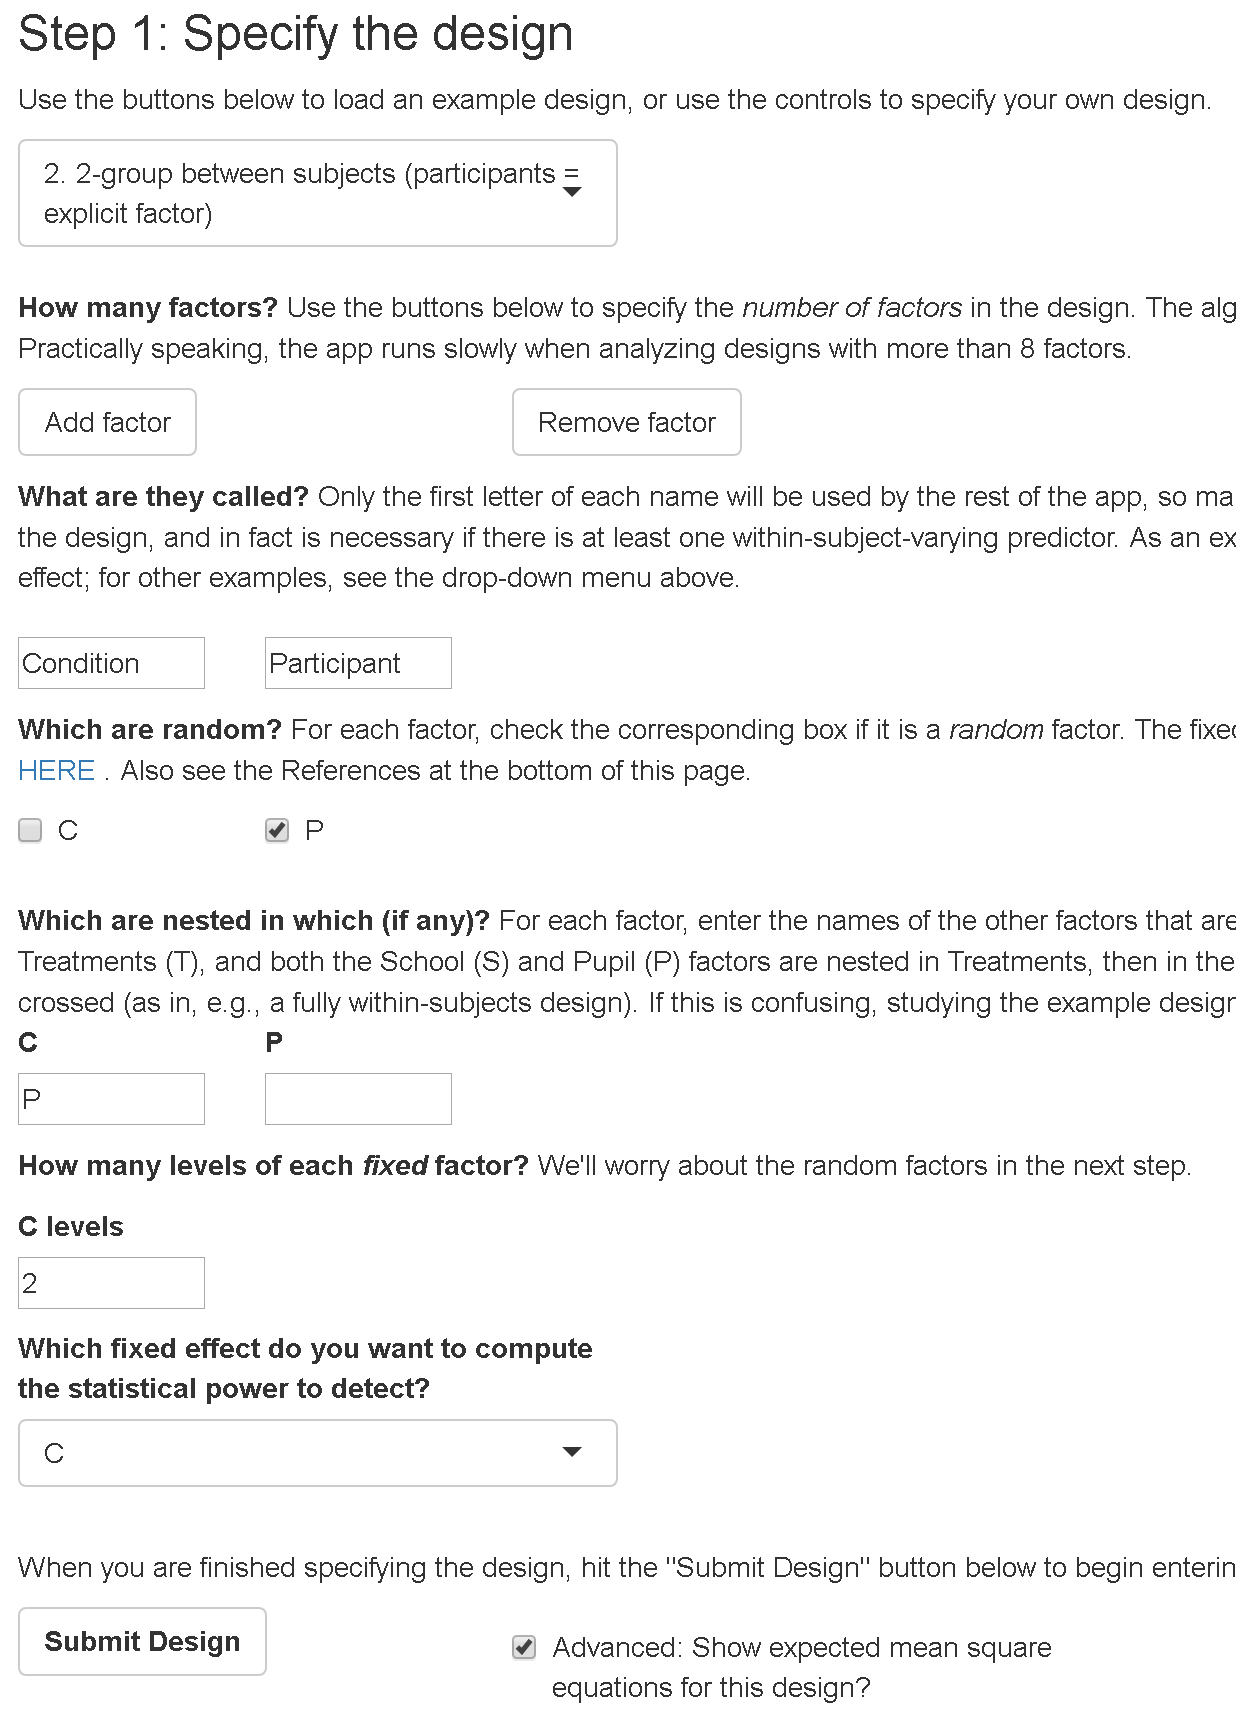 Step 1: Specify the design
Use the buttons below to load an example design, or use the controls to specify your own design.
2. 2-group between subjects (participants =
explicit factor)
How many factors? Use the buttons below to specify the number of factors in the design. The alg
Practically speaking, the app runs slowly when analyzing designs with more than 8 factors.
Add factor Remove factor
What are they called? Only the first letter of each name will be used by the rest of the app, so ma
the design, and in fact is necessary if there is at least one within-subject-varying predictor. As an ex
effect; for other examples, see the drop-down menu above.
Condition Participant
Which are random? For each factor, check the corresponding box if it is a random factor. The fixed
HERE . Also see the References at the bottom of this page.
C P
Which are nested in which (if any)? For each factor, enter the names of the other factors that are
Treatments (T), and both the School (S) and Pupil (P) factors are nested in Treatments, then in the
crossed (as in, e.g., a fully within-subjects design). If this is confusing, studying the example design
C P
P
How many levels of each fixed factor? We'll worry about the random factors in the next step.
C levels
2
Which fixed effect do you want to compute
the statistical power to detect?
C
When you are finished specifying the design, hit the "Submit Design" button below to begin enterin
Submit Design Advanced: Show expected mean square
equations for this design?